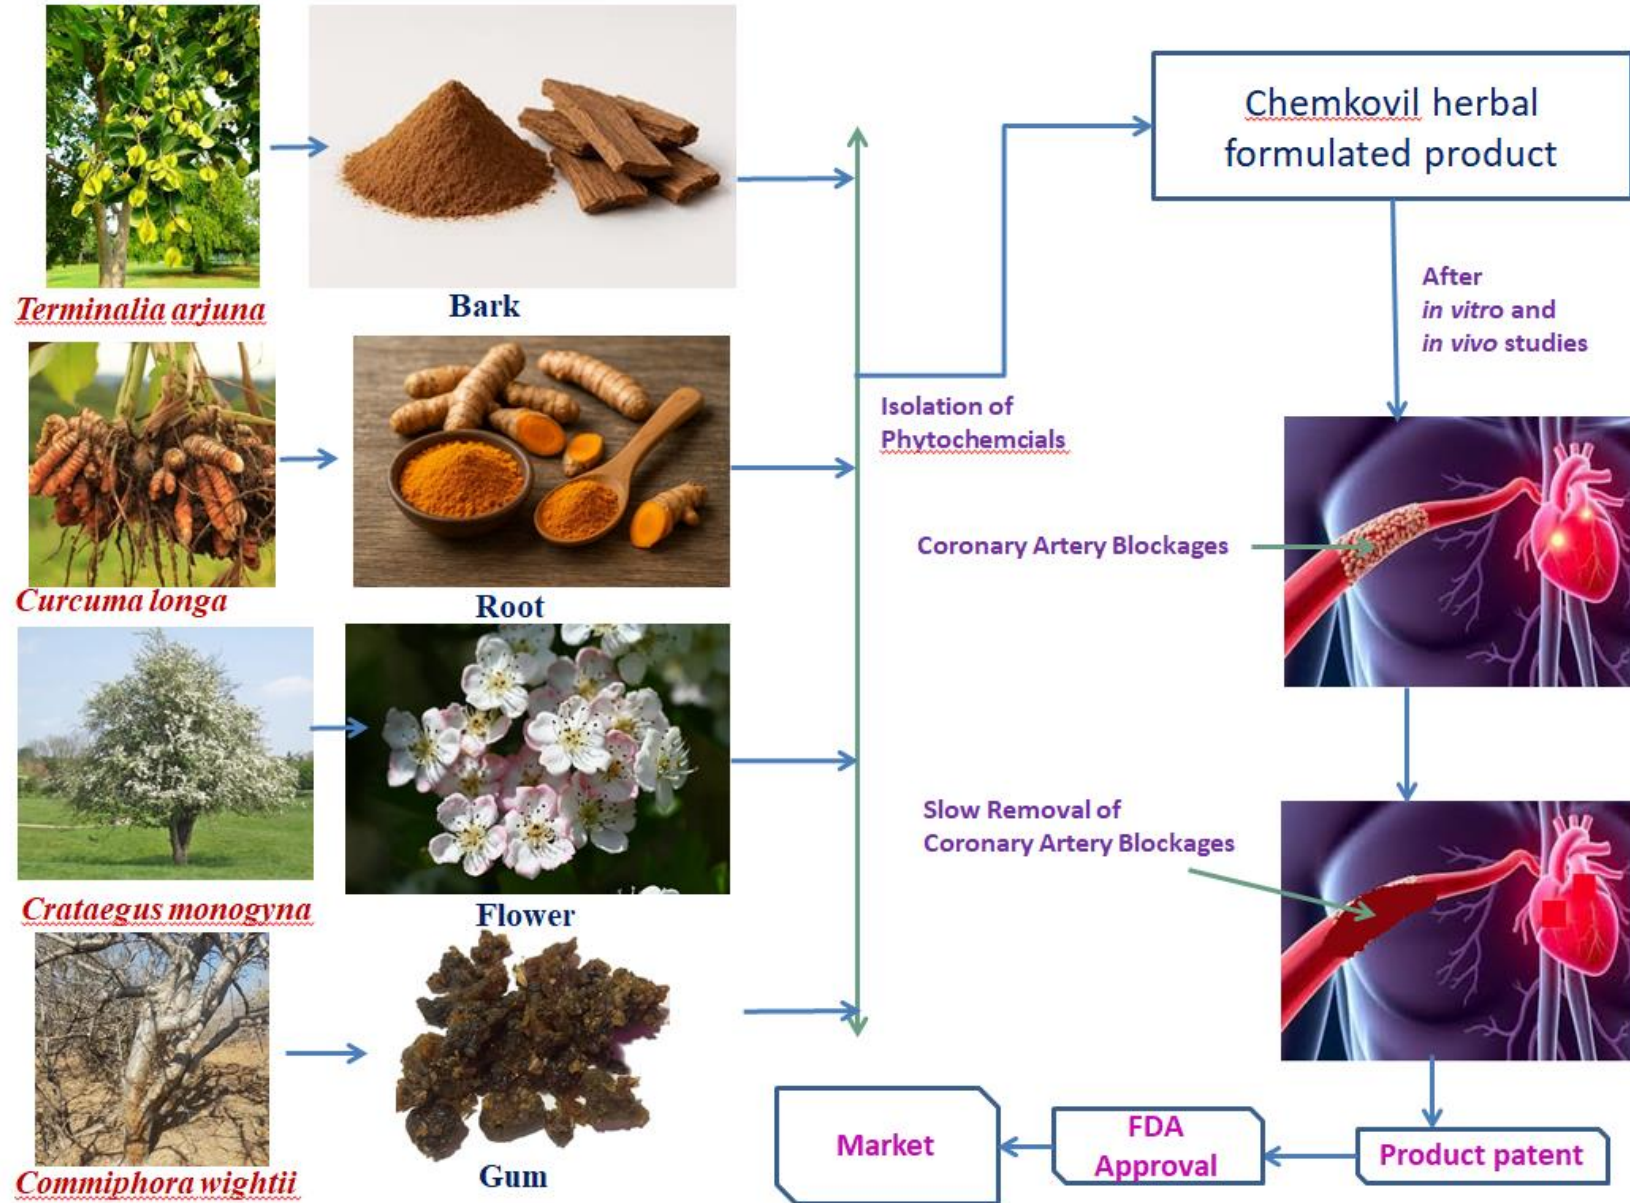 Terminalia arjuna
Bark
Curcuma longa
Root
Crataegus monogyna
Flower
Commiphora wightii
Gum
Isolation of
Phytochemcials
Chemkovil herbal
formulated product
After
in vitro and
in vivo studies
Coronary Artery Blockages
Slow Removal of
Coronary Artery Blockages
Product patent
FDA
Approval
Market